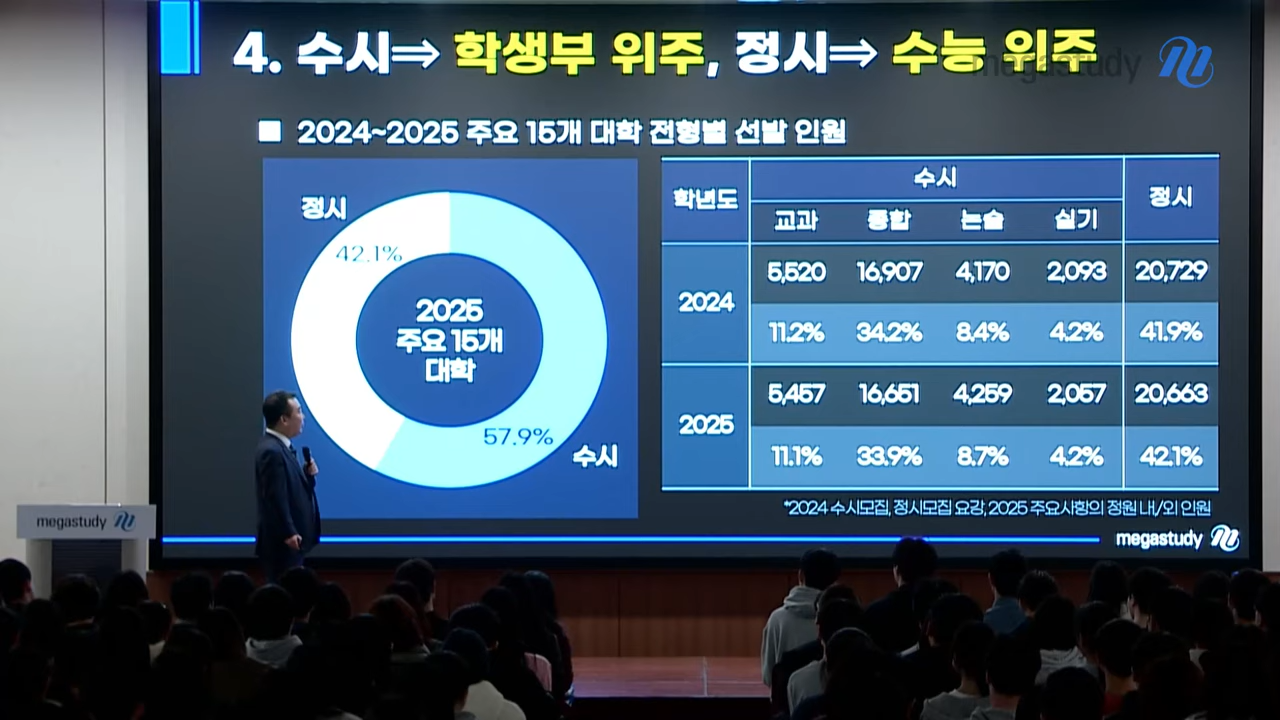 4. 수시⇒ 학생부 위주, 정시⇒ 수능 위주
megastudy
■ 2024~2025 주요 15개 대학 전형별 선발 인원
정시
42.1%
2025
주요 15개
대학
57.9%
수시
학년도 수시 정시
교과 종합 논술 실기
2024 5,520 16,907 4,170 2,093 20,729
11.2% 34.2% 8.4% 4.2% 41.9%
2025 5,457 16,651 4,259 2,057 20,663
11.1% 33.9% 8.7% 4.2% 42.1%
*2024 수시모집, 정시모집 요강, 2025 주요사항의 정원 내/외 인원
megastudy
megastudy